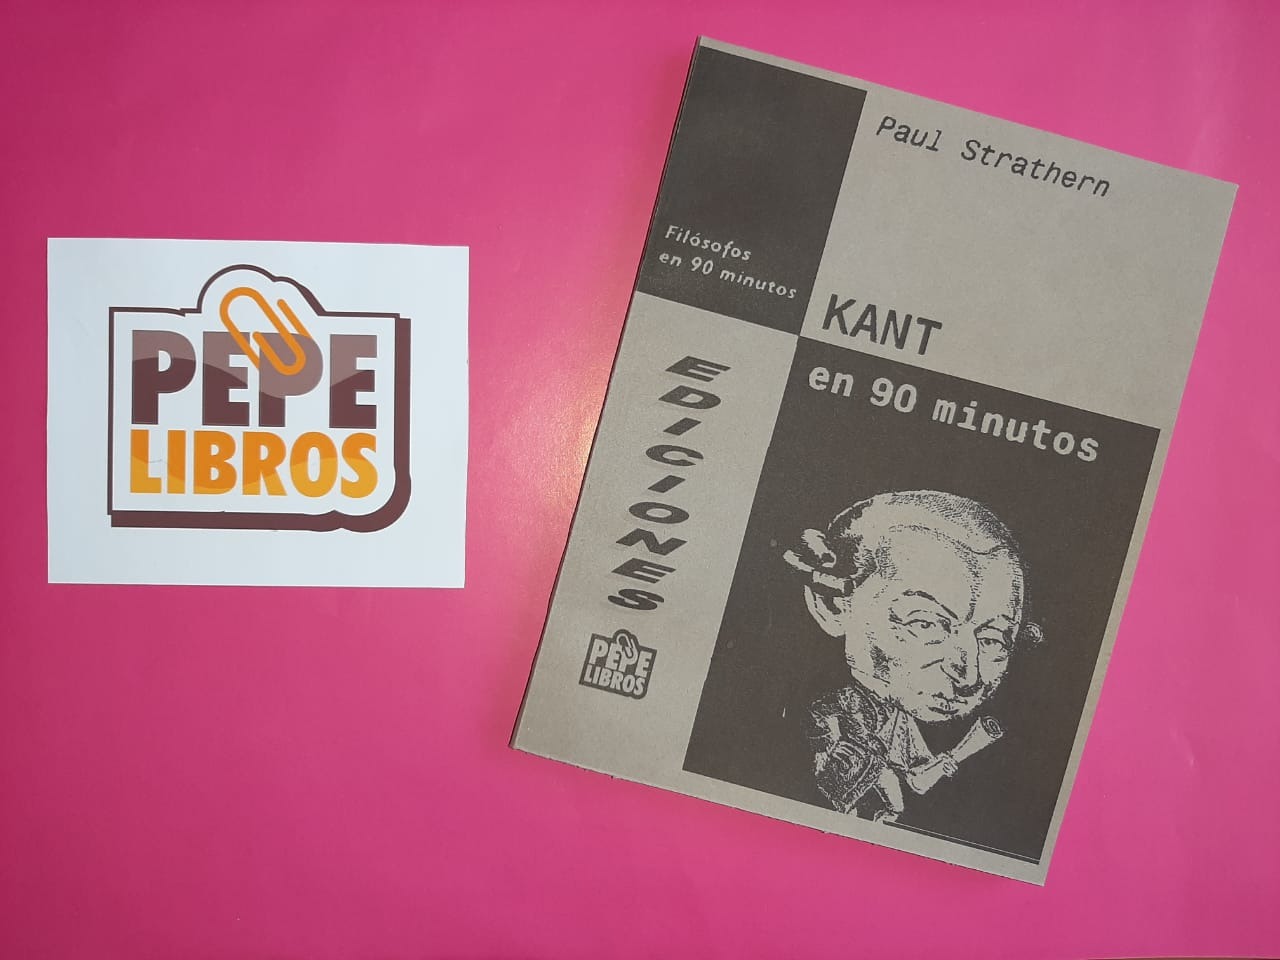 PEPE
LIBROS
Paul Strathern
Filósofos
en 90 minutos
KANT
en 90 minutos
EDICIONES
PEPE
LIBROS